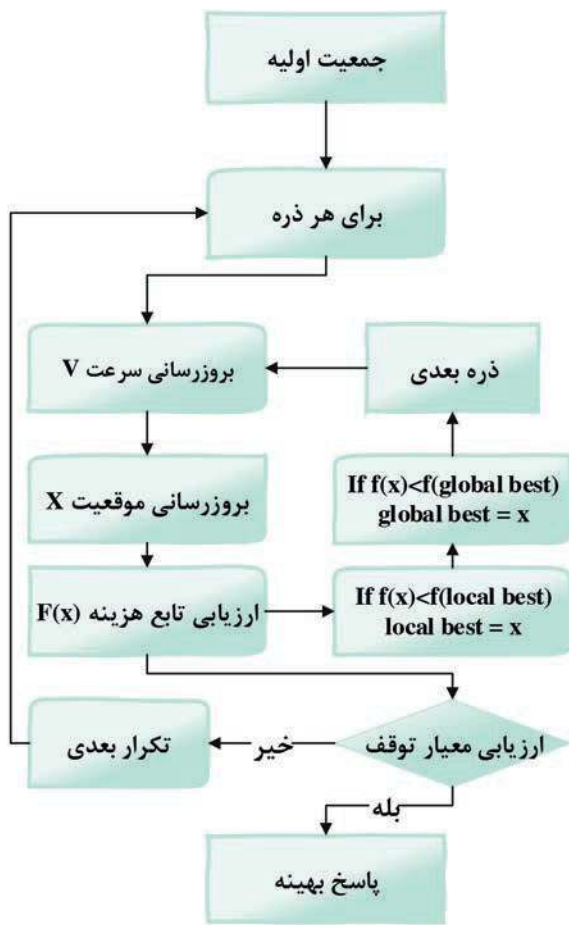 جمعیت اولیه
برای هر ذره
بروزرسانی سرعت V
ذره بعدی
بروزرسانی موقعیت X
If f(x)<f(global best)
global best = x
ارزیابی تابع هزینه F(x)
If f(x)<f(local best)
local best = x
ارزیابی معیار توقف
خیر
تکرار بعدی
بله
پاسخ بهینه